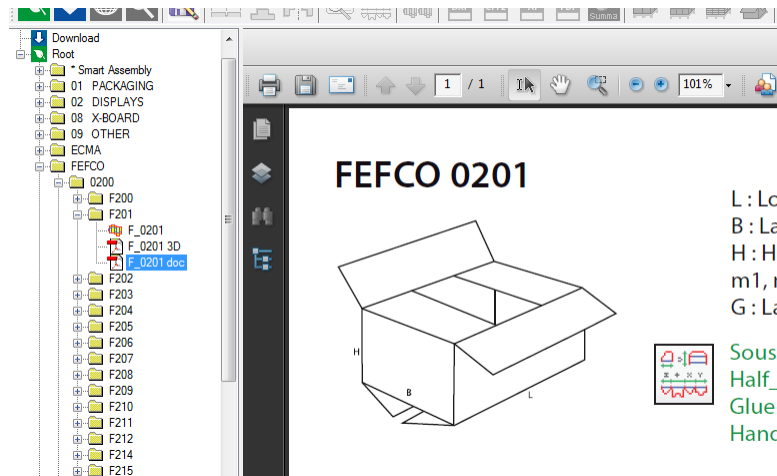 Summa
Download
Root
* Smart Assembly
01 PACKAGING
02 DISPLAYS
08 X-BOARD
09 OTHER
ECMA
FEFCO
0200
F200
F201
F_0201
F_0201 3D
F_0201 doc
F202
F203
F204
F205
F206
F207
F208
F209
F210
F211
F212
F214
F215
1 / 1
101%
FEFCO 0201
H
B
L
L : Lo
B : La
H : H
m1,
G : La
Sous
Half_
Glue
Hand